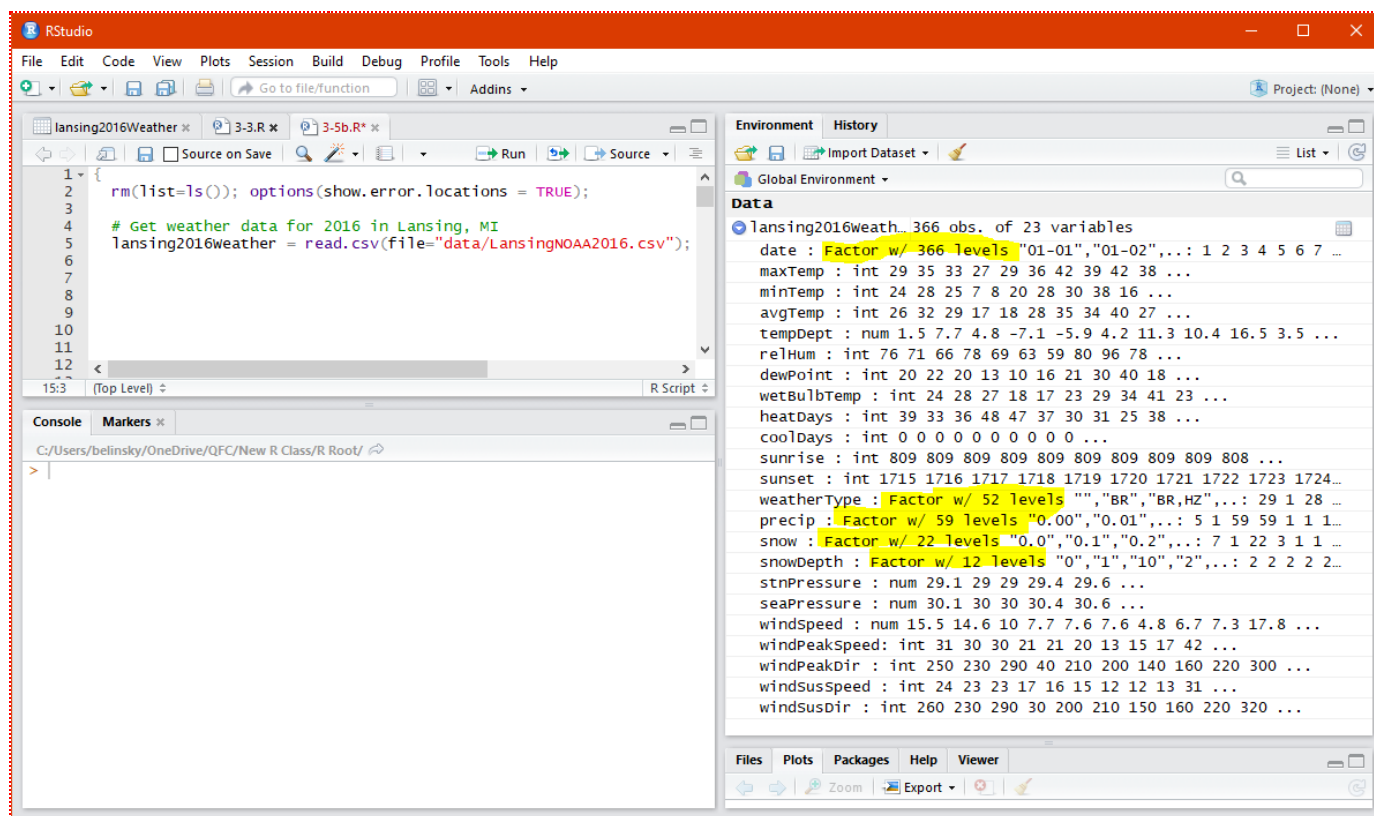 RStudio
File Edit Code View Plots Session Build Debug Profile Tools Help
Go to file/function Addins Project: (None)
lansing2016Weather 3-3.R 3-5b.R*
Source on Save Run Source
1 {
2 rm(list=ls()); options(show.error.locations = TRUE);
3
4 # Get weather data for 2016 in Lansing, MI
5 lansing2016Weather = read.csv(file="data/LansingNOAA2016.csv");
6
7
8
9
10
11
12
15:3 (Top Level) R Script
Console Markers
C:/Users/belinsky/OneDrive/QFC/New R Class/R Root/
>
Environment History
Import Dataset List
Global Environment
Data
lansing2016Weath… 366 obs. of 23 variables
date : Factor w/ 366 levels "01-01","01-02",..: 1 2 3 4 5 6 7 …
maxTemp : int 29 35 33 27 29 36 42 39 42 38 ...
minTemp : int 24 28 25 7 8 20 28 30 38 16 ...
avgTemp : int 26 32 29 17 18 28 35 34 40 27 ...
tempDept : num 1.5 7.7 4.8 -7.1 -5.9 4.2 11.3 10.4 16.5 3.5 ...
relHum : int 76 71 66 78 69 63 59 80 96 78 ...
dewPoint : int 20 22 20 13 10 16 21 30 40 18 ...
wetBulbTemp : int 24 28 27 18 17 23 29 34 41 23 ...
heatDays : int 39 33 36 48 47 37 30 31 25 38 ...
coolDays : int 0 0 0 0 0 0 0 0 0 0 ...
sunrise : int 809 809 809 809 809 809 809 809 809 808 ...
sunset : int 1715 1716 1717 1718 1719 1720 1721 1722 1723 1724…
weatherType : Factor w/ 52 levels "","BR","BR,HZ",..: 29 1 28 …
precip : Factor w/ 59 levels "0.00","0.01",..: 5 1 59 59 1 1 1…
snow : Factor w/ 22 levels "0.0","0.1","0.2",..: 7 1 22 3 1 1 …
snowDepth : Factor w/ 12 levels "0","1","10","2",..: 2 2 2 2 2…
stnPressure : num 29.1 29 29 29.4 29.6 ...
seaPressure : num 30.1 30 30 30.4 30.6 ...
windSpeed : num 15.5 14.6 10 7.7 7.6 7.6 4.8 6.7 7.3 17.8 ...
windPeakSpeed: int 31 30 30 21 21 20 13 15 17 42 ...
windPeakDir : int 250 230 290 40 210 200 140 160 220 300 ...
windSusSpeed : int 24 23 23 17 16 15 12 12 13 31 ...
windSusDir : int 260 230 290 30 200 210 150 160 220 320 ...
Files Plots Packages Help Viewer
Zoom Export